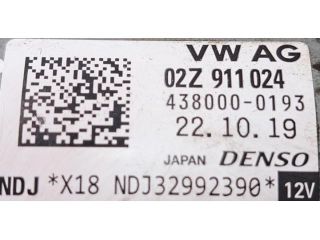 VW AG
02Z 911 024
438000-0193
22.10.19
JAPAN DENSO
NDJ *X18 NDJ32992390* 12V